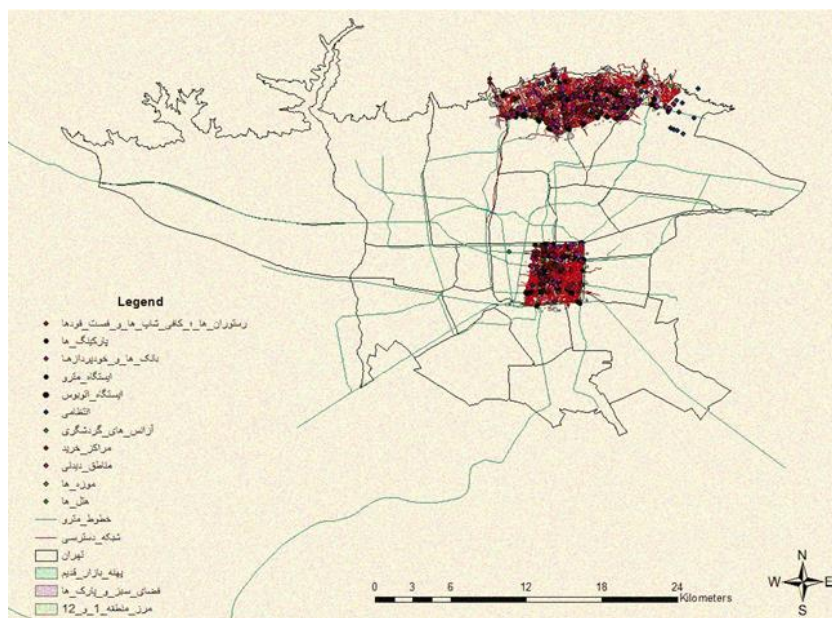 Legend
رستوران_ها_و_کافی_شاپ_ها_و_فست_فودها
پارکینگ_ها
بانک_ها_و_خودپردازها
ایستگاه_مترو
ایستگاه_اتوبوس
انتظامی
آژانس_های_گردشگری
مراکز_خرید
مناطق_دیدنی
موزه_ها
هتل_ها
خطوط_مترو
شبکه_دسترسی
تهران
پهنه_بازار_قدیم
فضای_سبز_و_پارک_ها
مرز_منطقه_1_و_12
0 3 6 12 18 24
Kilometers
N
W E
S